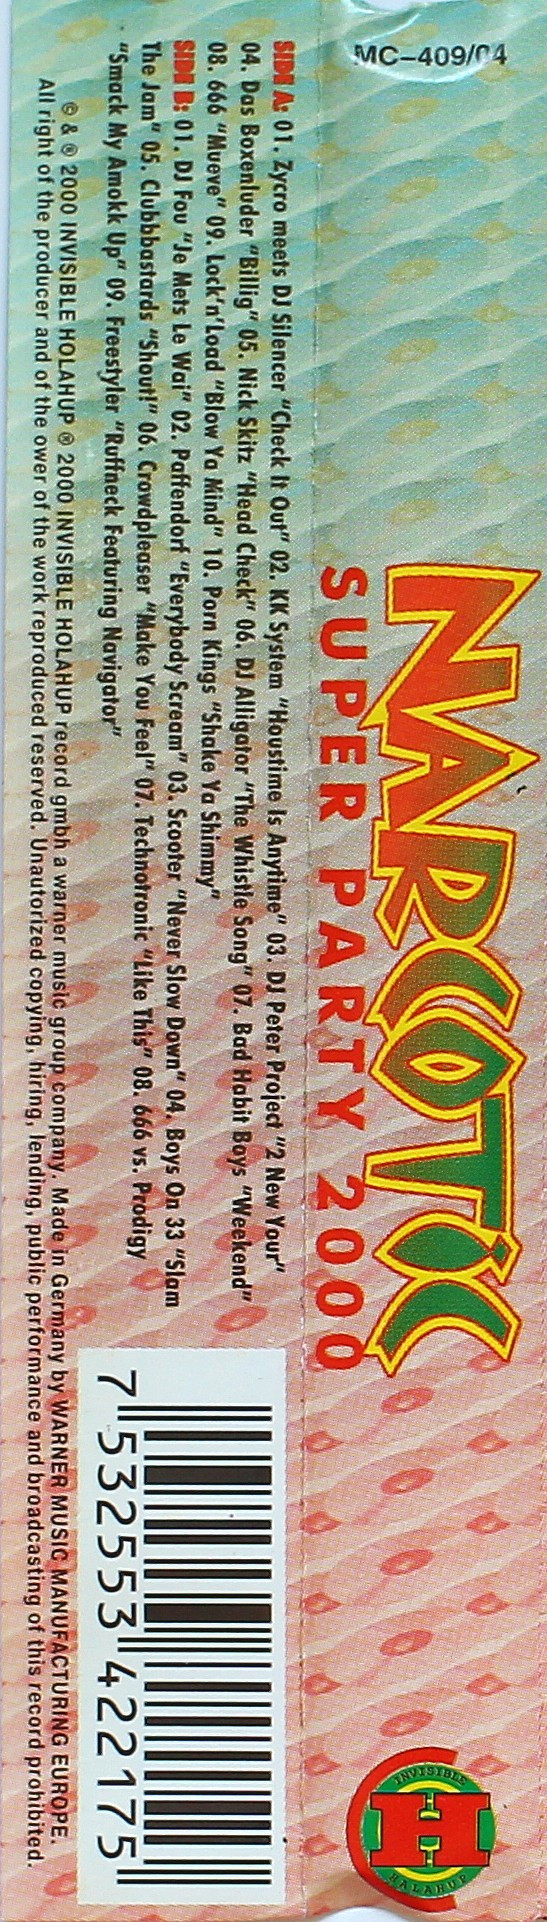 MC-409/04
NARCOTIC
SUPER PARTY 2000
INVISIBLE
H
HALAHUP
SIDE A: 01. Zycro meets DJ Silencer "Check It Out" 02. KK System "Houstime Is Anytime" 03. DJ Peter Project "2 New Your"
04. Das Boxenluder "Billig" 05. Nick Skitz "Head Check" 06. DJ Alligator "The Whistle Song" 07. Bad Habit Boys "Weekend"
08. 666 "Mueve" 09. Lock'n'Load "Blow Ya Mind" 10. Porn Kings "Shake Ya Shimmy"
SIDE B: 01. DJ Fou "Je Mets Le Wai" 02. Paffendorf "Everybody Scream" 03. Scooter "Never Slow Down" 04. Boys On 33 "Slam
The Jam" 05. Clubbbastards "Shout!" 06. Crowdpleaser "Make You Feel" 07. Technotronic "Like This" 08. 666 vs. Prodigy
"Smack My Amokk Up" 09. Freestyler "Ruffneck Featuring Navigator"
© & ℗ 2000 INVISIBLE HOLAHUP ® 2000 INVISIBLE HOLAHUP record gmbh a warner music group company. Made in Germany by WARNER MUSIC MANUFACTURING EUROPE.
All right of the producer and of the ower of the work reproduced reserved. Unautorized copying, hiring, lending, public performance and broadcasting of this record prohibited.
7 532553 422175